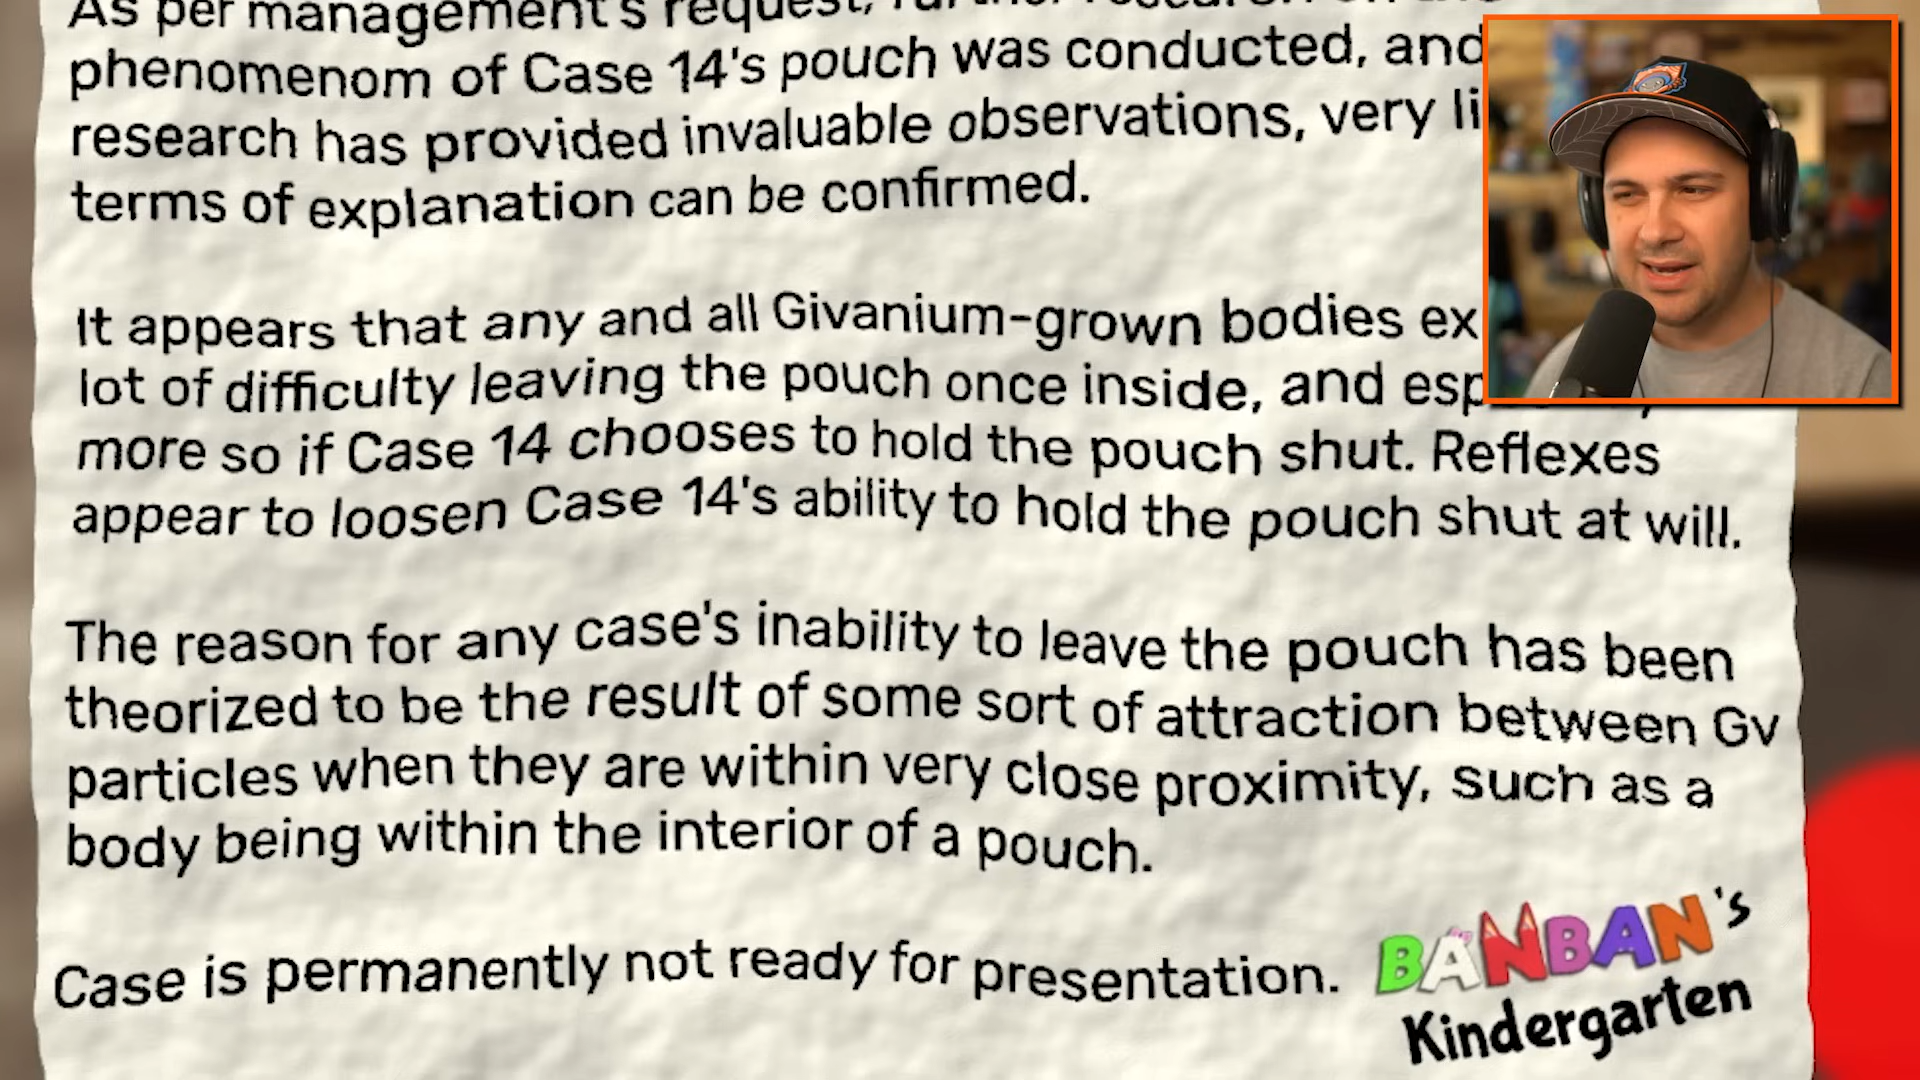 As per management's request, further research on the
phenomenom of Case 14's pouch was conducted, and
research has provided invaluable observations, very
terms of explanation can be confirmed.
It appears that any and all Givanium-grown bodies
lot of difficulty leaving the pouch once inside, and
more so if Case 14 chooses to hold the pouch shut. Reflexes
appear to loosen Case 14's ability to hold the pouch shut at will.
The reason for any case's inability to leave the pouch has been
theorized to be the result of some sort of attraction between Gv
particles when they are within very close proximity, such as a
body being within the interior of a pouch.
Case is permanently not ready for presentation.
BANBAN's
Kindergarten